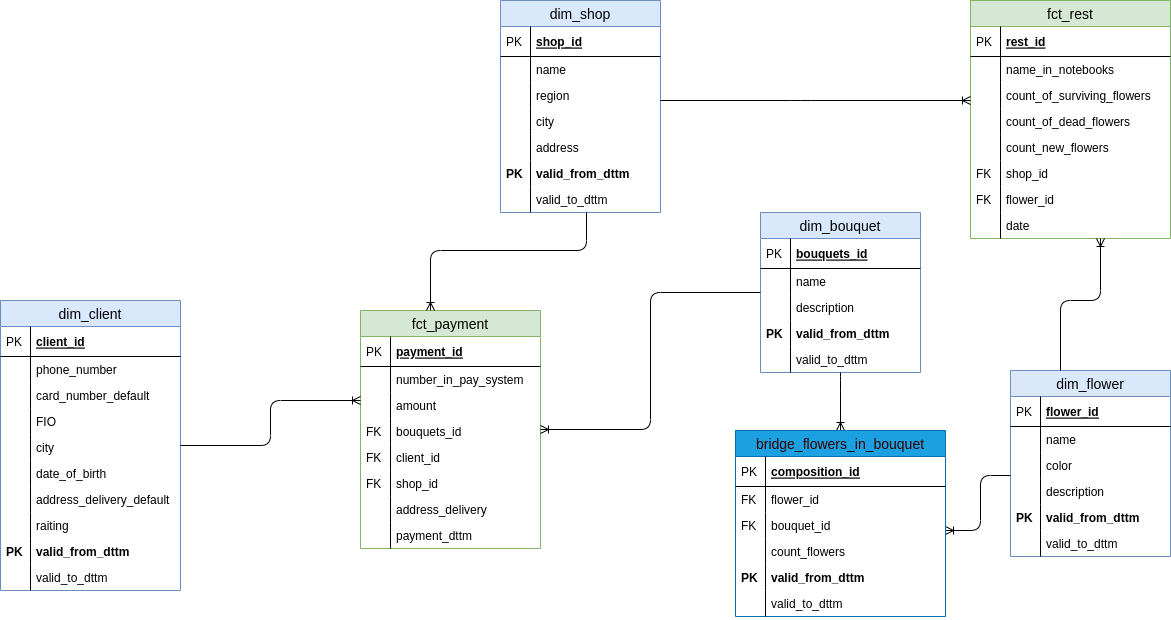 dim_shop
PK shop_id
name
region
city
address
PK valid_from_dttm
valid_to_dttm
fct_rest
PK rest_id
name_in_notebooks
count_of_surviving_flowers
count_of_dead_flowers
count_new_flowers
FK shop_id
FK flower_id
date
dim_bouquet
PK bouquets_id
name
description
PK valid_from_dttm
valid_to_dttm
dim_client
PK client_id
phone_number
card_number_default
FIO
city
date_of_birth
address_delivery_default
raiting
PK valid_from_dttm
valid_to_dttm
fct_payment
PK payment_id
number_in_pay_system
amount
FK bouquets_id
FK client_id
FK shop_id
address_delivery
payment_dttm
dim_flower
PK flower_id
name
color
description
PK valid_from_dttm
valid_to_dttm
bridge_flowers_in_bouquet
PK composition_id
FK flower_id
FK bouquet_id
count_flowers
PK valid_from_dttm
valid_to_dttm